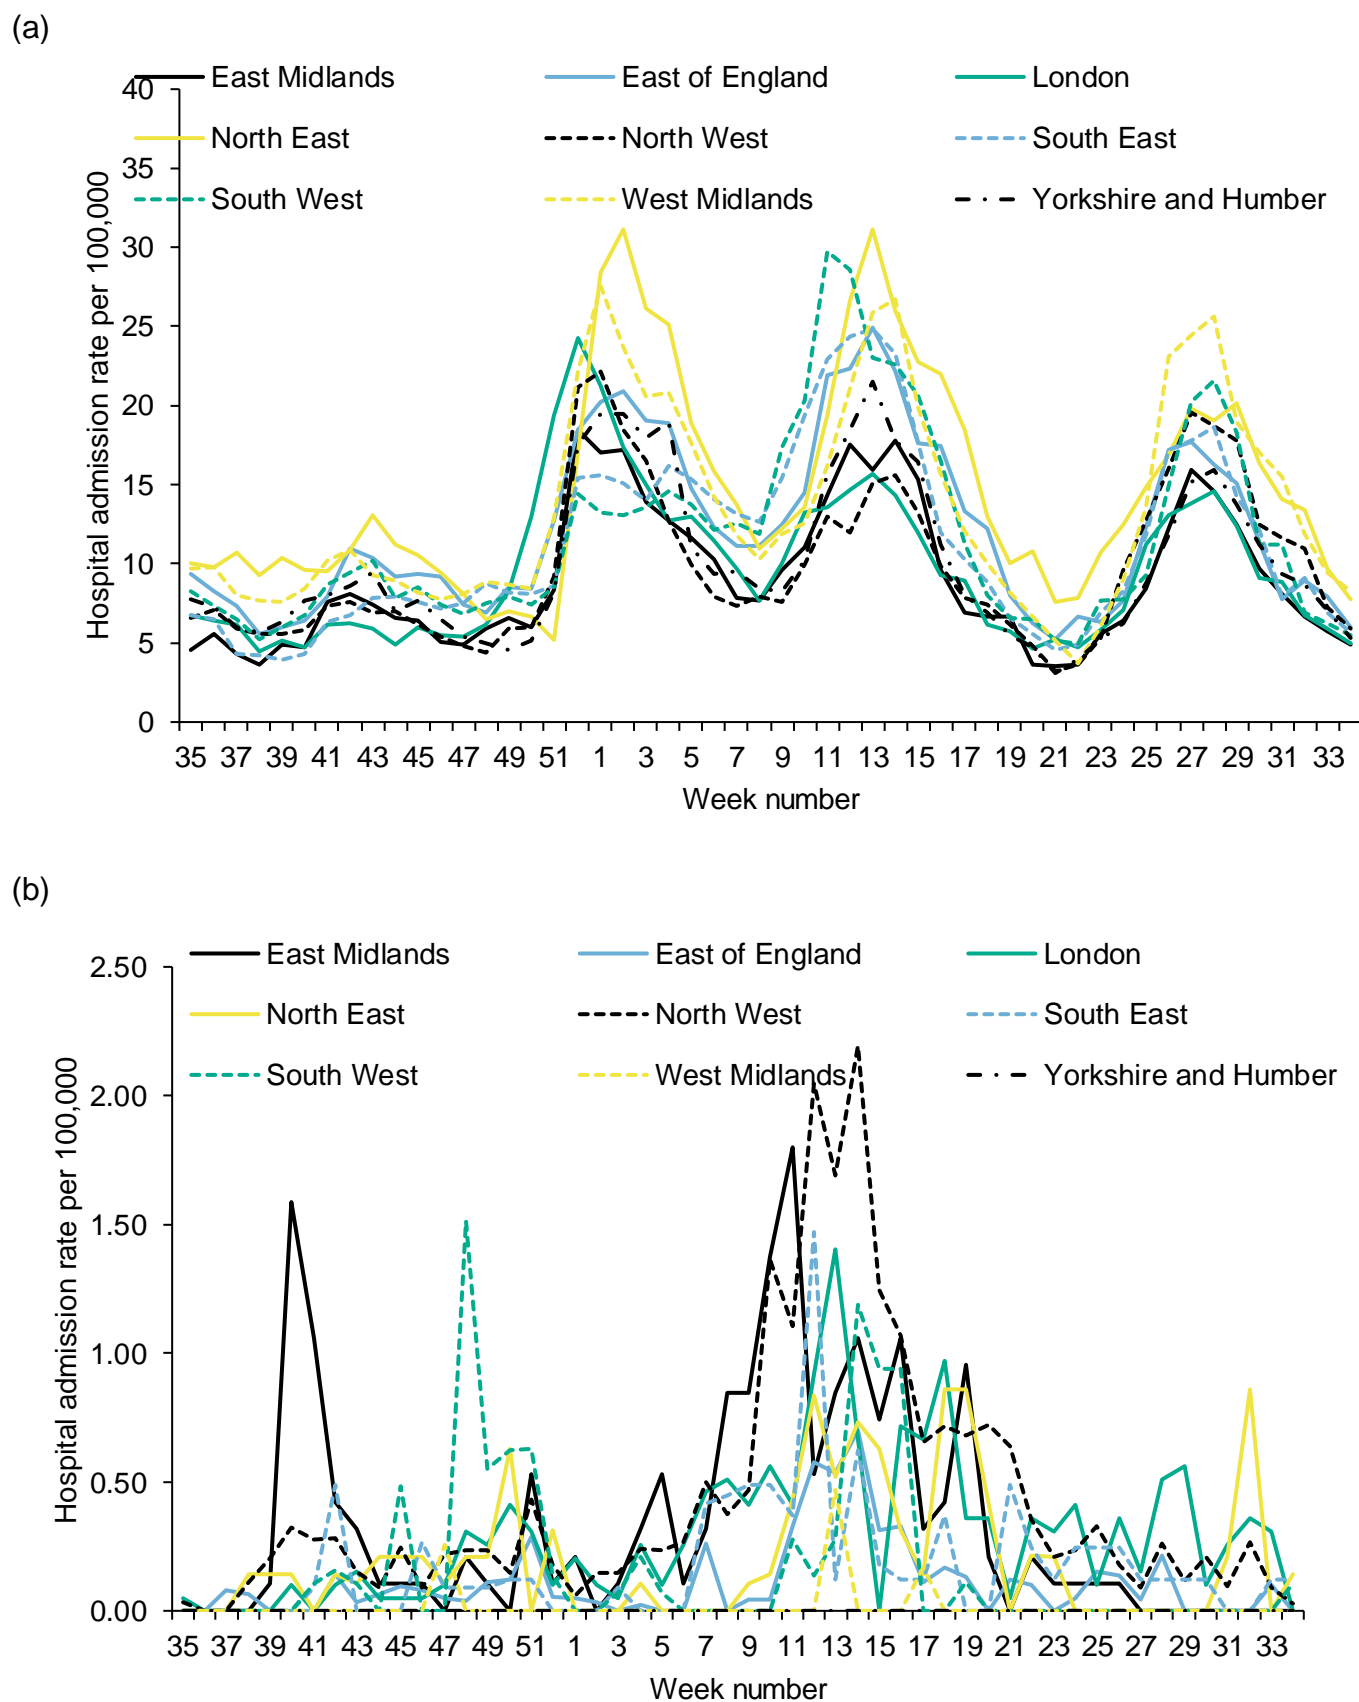 (a)
East Midlands East of England London
North East North West South East
South West West Midlands Yorkshire and Humber
Hospital admission rate per 100,000
40
35
30
25
20
15
10
5
0
35 37 39 41 43 45 47 49 51 1 3 5 7 9 11 13 15 17 19 21 23 25 27 29 31 33
Week number
(b)
East Midlands East of England London
North East North West South East
South West West Midlands Yorkshire and Humber
Hospital admission rate per 100,000
2.50
2.00
1.50
1.00
0.50
0.00
35 37 39 41 43 45 47 49 51 1 3 5 7 9 11 13 15 17 19 21 23 25 27 29 31 33
Week number